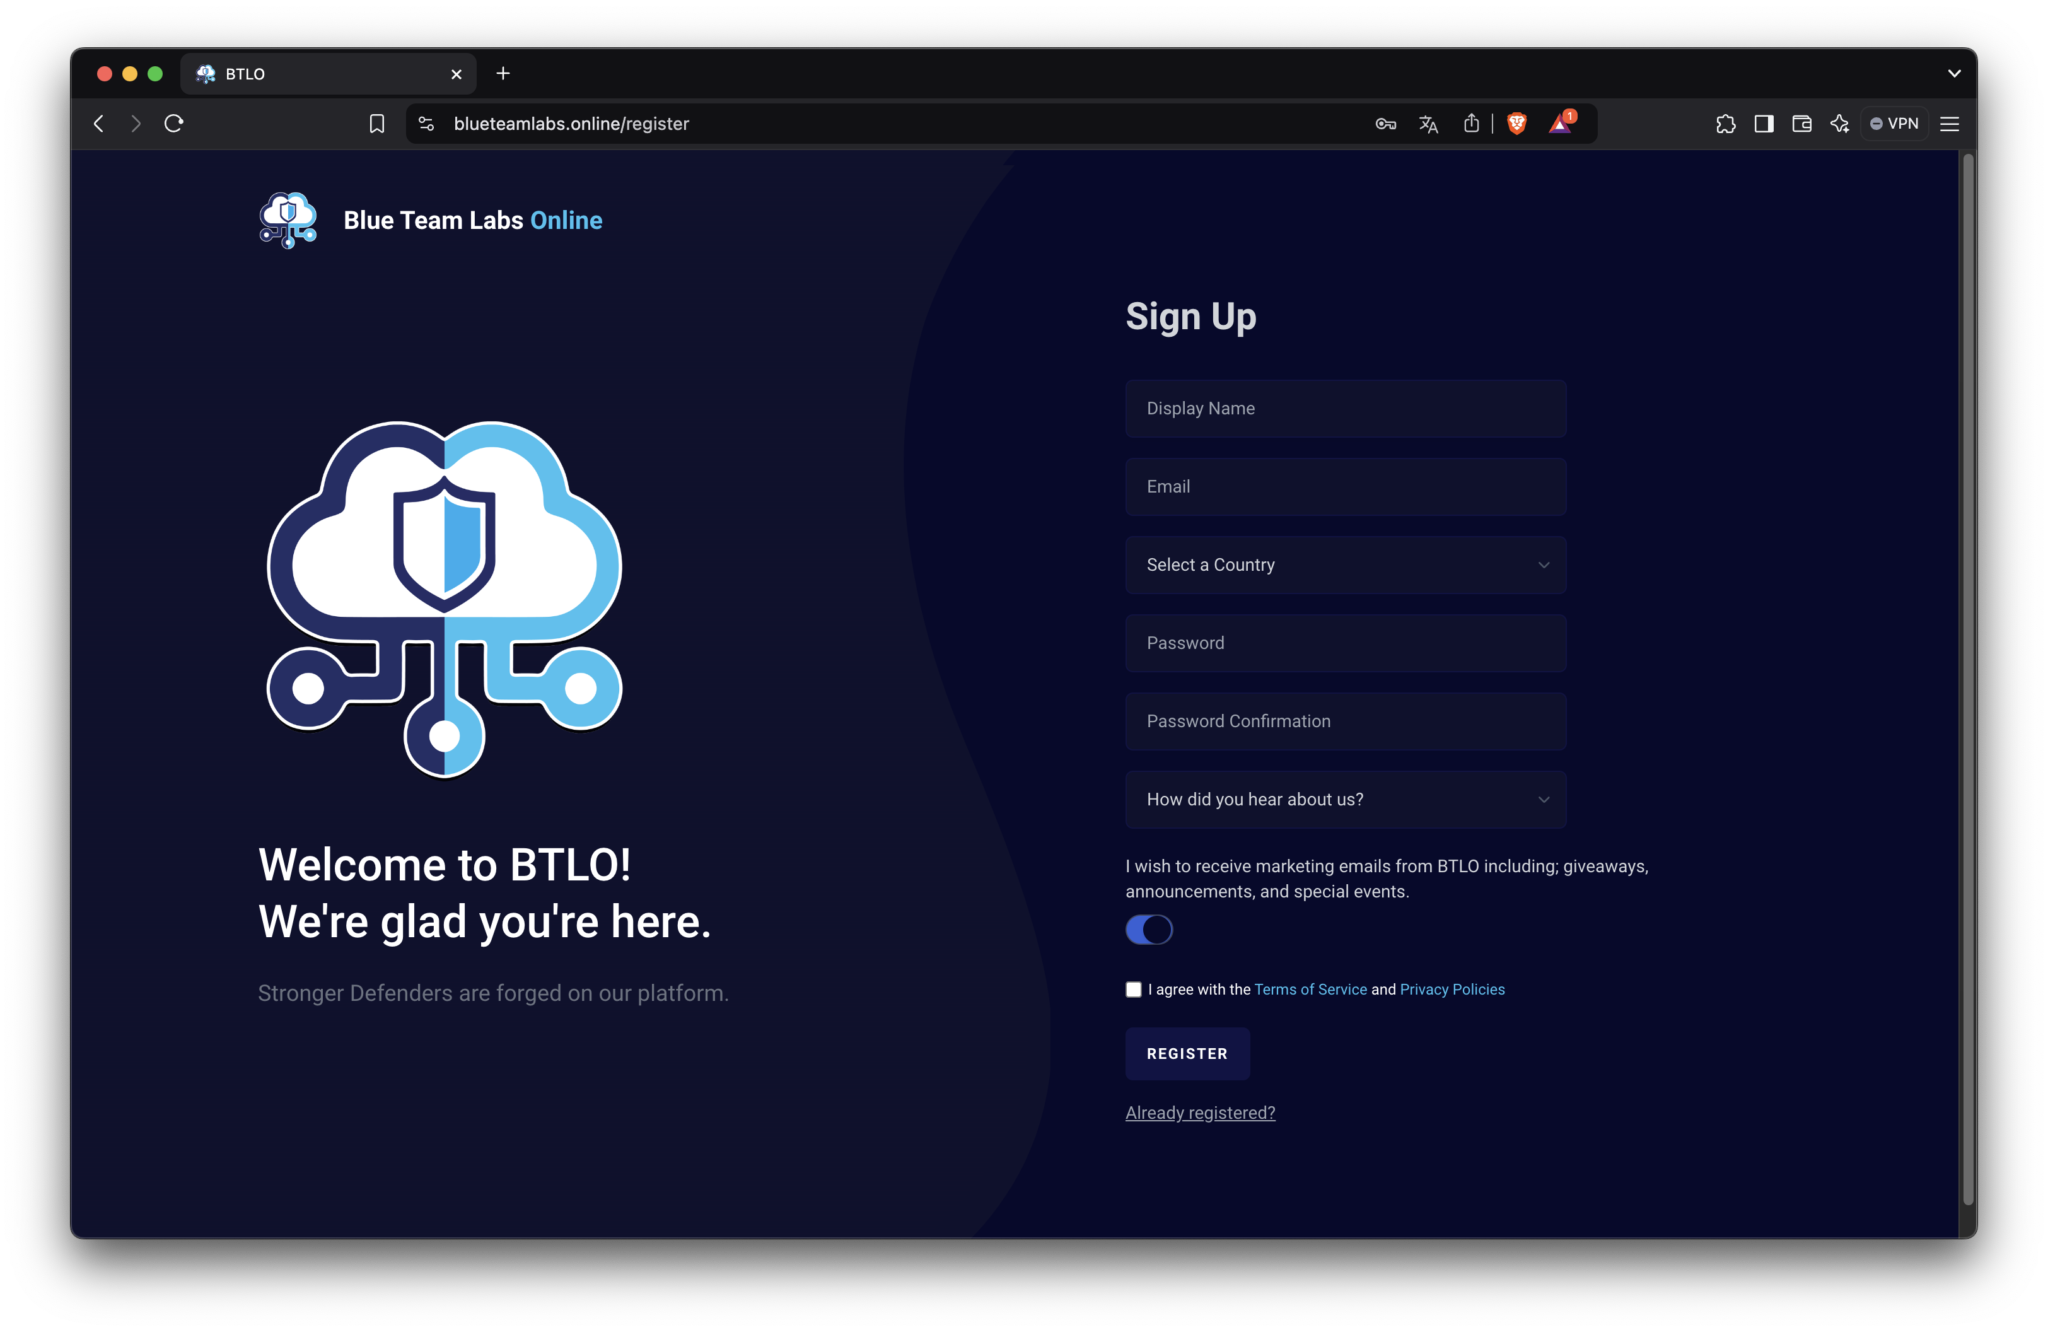 BTLO
blueteamlabs.online/register
1
VPN
Blue Team Labs Online
Sign Up
Display Name
Email
Select a Country
Password
Password Confirmation
How did you hear about us?
I wish to receive marketing emails from BTLO including; giveaways,
announcements, and special events.
I agree with the Terms of Service and Privacy Policies
REGISTER
Already registered?
Welcome to BTLO!
We're glad you're here.
Stronger Defenders are forged on our platform.